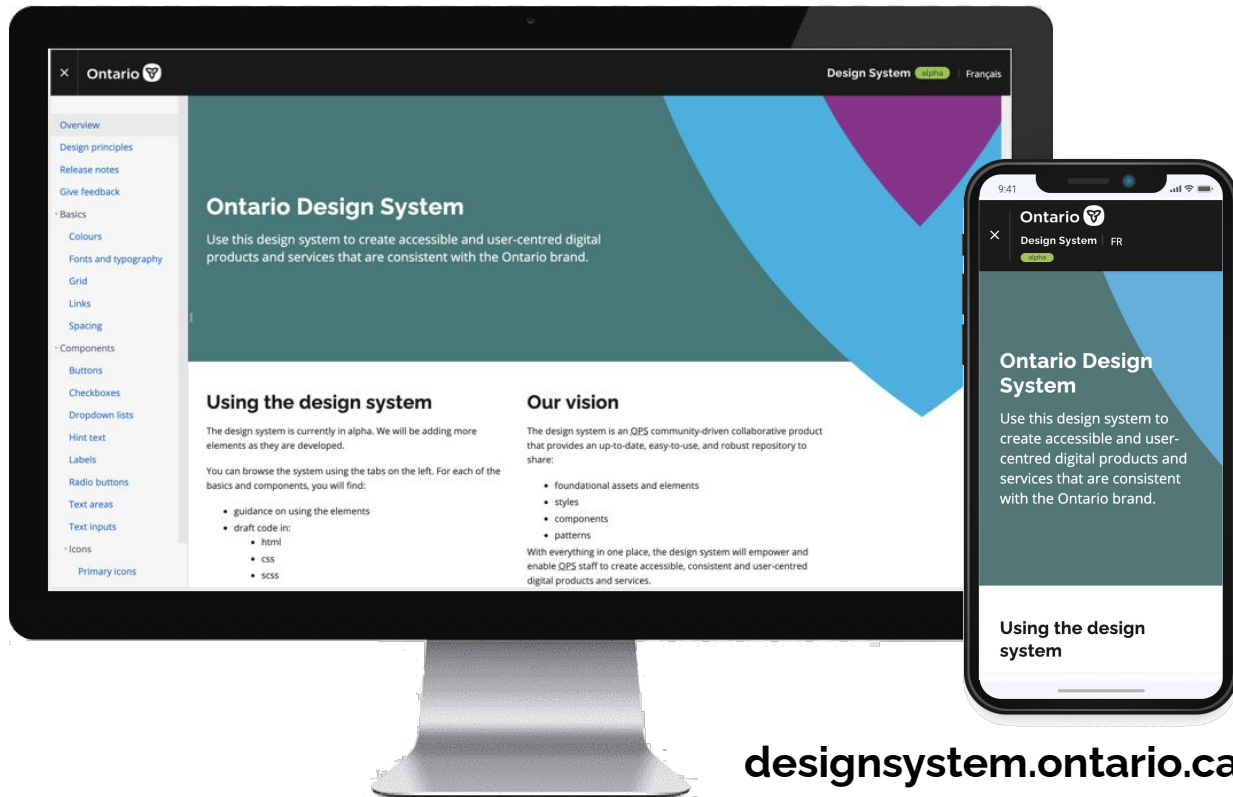 × Ontario
Design System alpha Français
Overview
Design principles
Release notes
Give feedback
Basics
Colours
Fonts and typography
Grid
Links
Spacing
Components
Buttons
Checkboxes
Dropdown lists
Hint text
Labels
Radio buttons
Text areas
Text inputs
Icons
Primary icons
Ontario Design System
Use this design system to create accessible and user-centred digital
products and services that are consistent with the Ontario brand.
Using the design system
The design system is currently in alpha. We will be adding more
elements as they are developed.
You can browse the system using the tabs on the left. For each of the
basics and components, you will find:
• guidance on using the elements
• draft code in:
• html
• css
• scss
Our vision
The design system is an OPS community-driven collaborative product
that provides an up-to-date, easy-to-use, and robust repository to
share:
• foundational assets and elements
• styles
• components
• patterns
With everything in one place, the design system will empower and
enable OPS staff to create accessible, consistent and user-centred
digital products and services.
9:41
Ontario
× Design System FR
alpha
Ontario Design
System
Use this design system to
create accessible and user-
centred digital products and
services that are consistent
with the Ontario brand.
Using the design
system
designsystem.ontario.ca